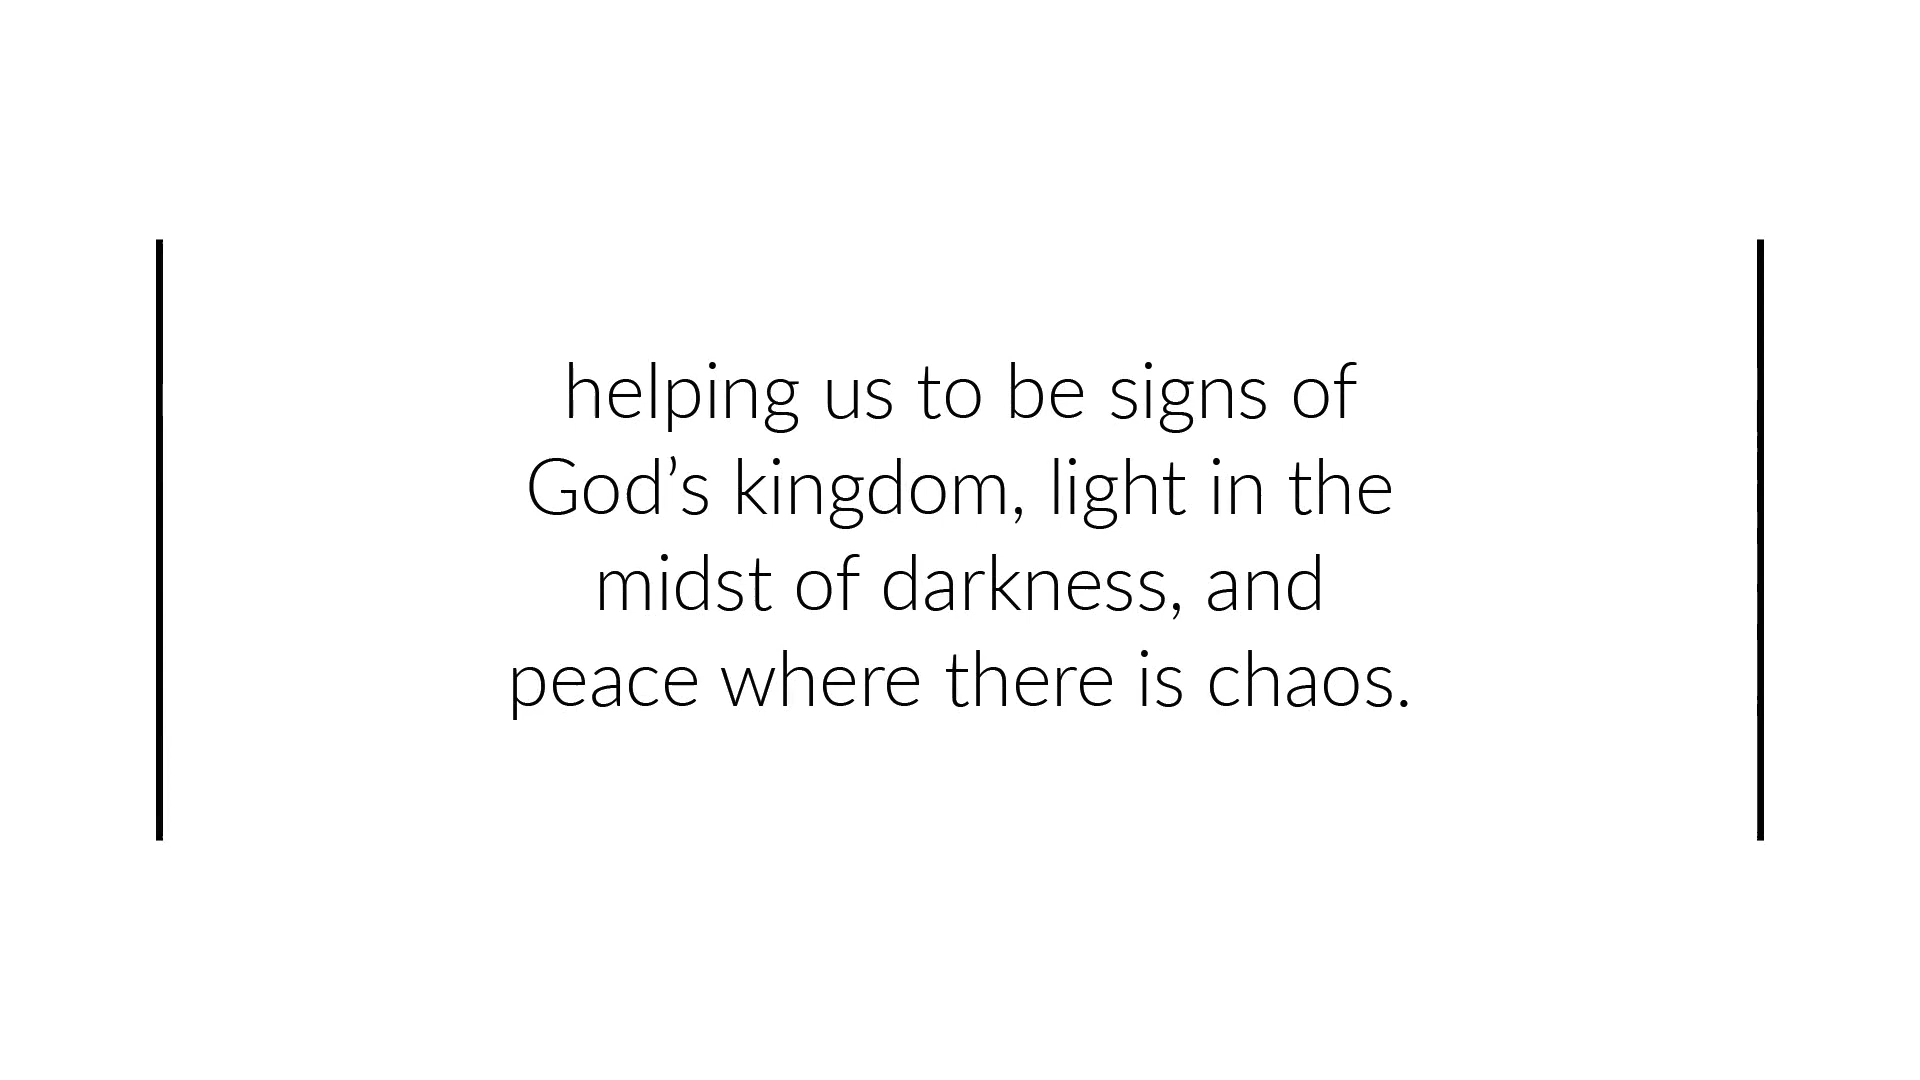 helping us to be signs of
God’s kingdom, light in the
midst of darkness, and
peace where there is chaos.